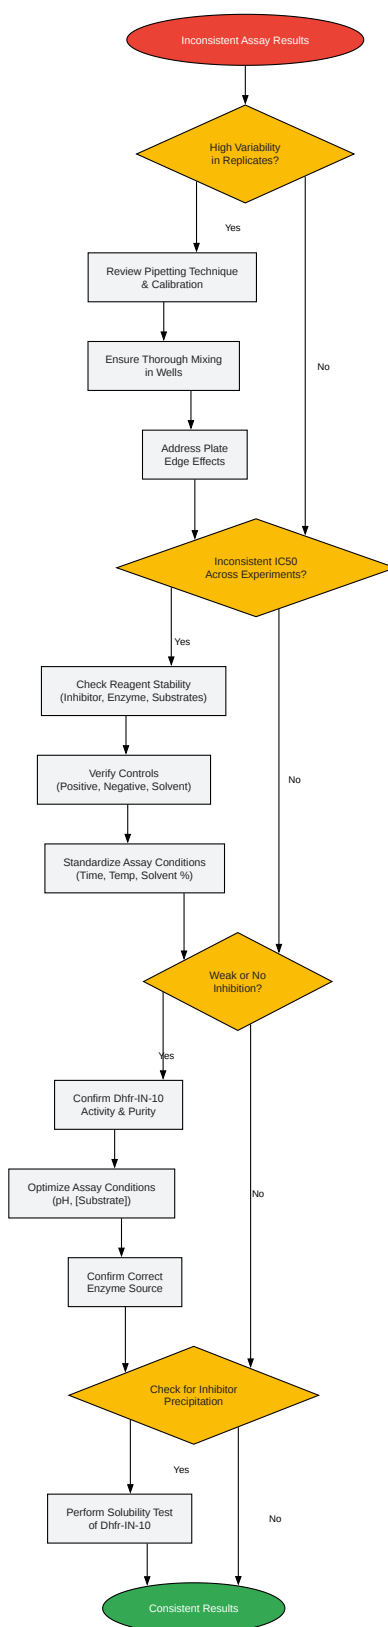 Inconsistent Assay Results
High Variability
in Replicates?
Yes
Review Pipetting Technique
& Calibration
Ensure Thorough Mixing
in Wells
No
Address Plate
Edge Effects
Inconsistent IC50
Across Experiments?
Yes
Check Reagent Stability
(Inhibitor, Enzyme, Substrates)
Verify Controls
(Positive, Negative, Solvent)
No
Standardize Assay Conditions
(Time, Temp, Solvent %)
Weak or No
Inhibition?
Yes
Confirm Dhfr-IN-10
Activity & Purity
Optimize Assay Conditions
(pH, [Substrate])
No
Confirm Correct
Enzyme Source
Check for Inhibitor
Precipitation
Yes
Perform Solubility Test
of Dhfr-IN-10
No
Consistent Results